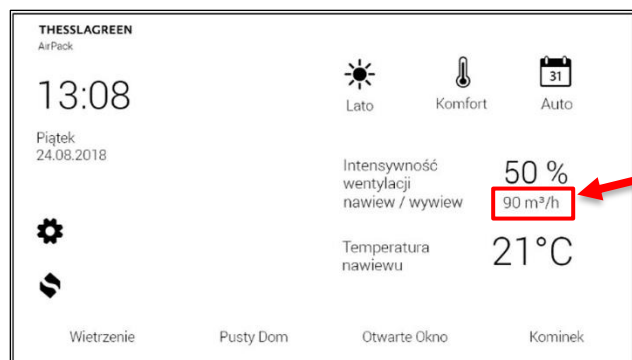 THESSLAGREEN
AirPack
13:08
Piątek
24.08.2018
31
Lato
Komfort
Auto
Intensywność
wentylacji
nawiew / wywiew
50 %
90 m³/h
Temperatura
nawiewu
21°C
Wietrzenie
Pusty Dom
Otwarte Okno
Kominek